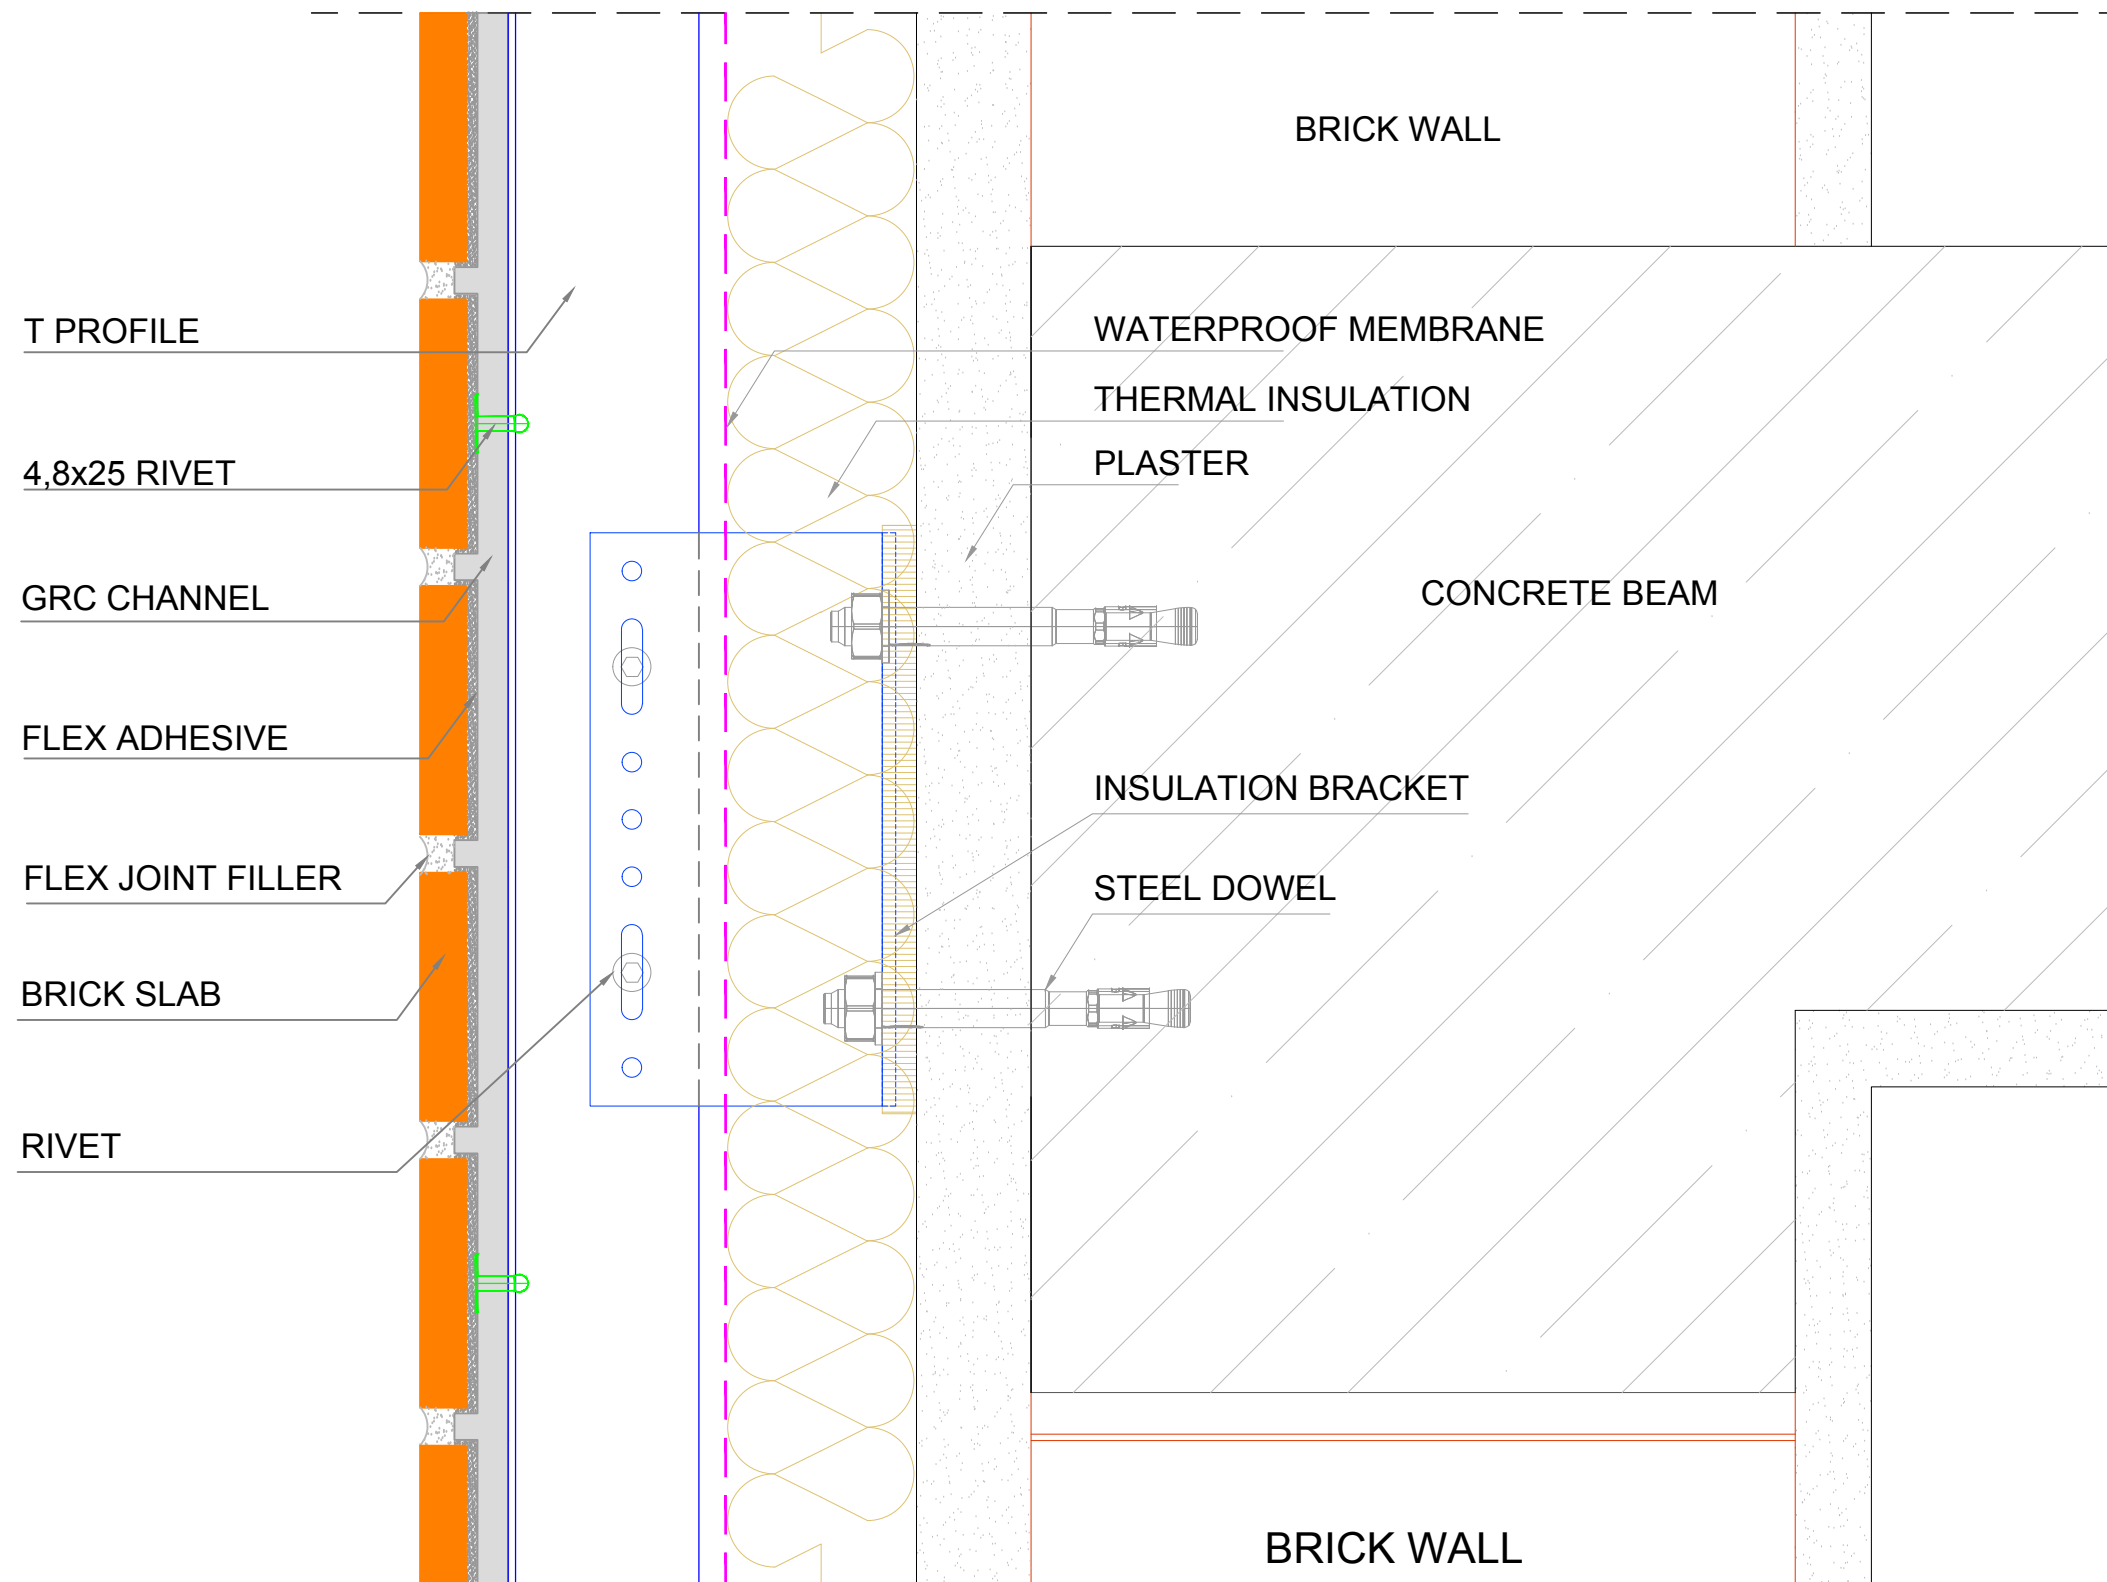 BRICK WALL
T PROFILE
4,8x25 RIVET
GRC CHANNEL
FLEX ADHESIVE
FLEX JOINT FILLER
BRICK SLAB
RIVET
WATERPROOF MEMBRANE
THERMAL INSULATION
PLASTER
CONCRETE BEAM
INSULATION BRACKET
STEEL DOWEL
BRICK WALL